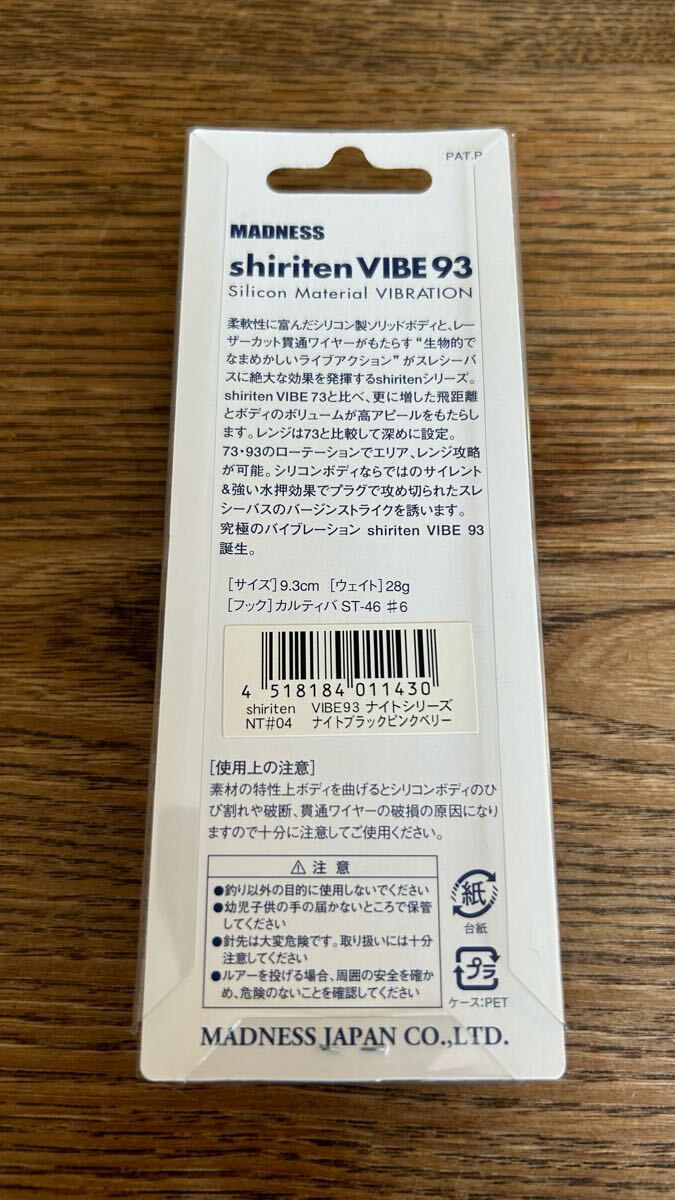 PAT.P
MADNESS
shiriten VIBE 93
Silicon Material VIBRATION
柔軟性に富んだシリコン製ソリッドボディと、レー
ザーカット貫通ワイヤーがもたらす“生物的で
なまめかしいライブアクション”がスレシーバ
スに絶大な効果を発揮するshiritenシリーズ。
shiriten VIBE 73と比べ、更に増した飛距離
とボディのボリュームが高アピールをもたらし
ます。レンジは73と比較して深めに設定。
73・93のローテーションでエリア、レンジ攻略
が可能。シリコンボディならではのサイレント
&強い水押効果でプラグで攻め切られたスレ
シーバスのバージンストライクを誘います。
究極のバイブレーション shiriten VIBE 93
誕生。
[サイズ]9.3cm [ウェイト]28g
[フック]カルティバ ST-46 #6
4 518184 011430
shiriten VIBE93 ナイトシリーズ
NT#04 ナイトブラックピンクベリー
[使用上の注意]
素材の特性上ボディを曲げるとシリコンボディのひ
び割れや破断、貫通ワイヤーの破損の原因になり
ますので十分に注意してご使用ください。
⚠ 注 意
●釣り以外の目的に使用しないでください
●幼児子供の手の届かないところで保管
してください
●針先は大変危険です。取り扱いには十分
注意してください
●ルアーを投げる場合、周囲の安全を確か
め、危険のないことを確認してください
紙
台紙
プラ
ケース:PET
MADNESS JAPAN CO.,LTD.